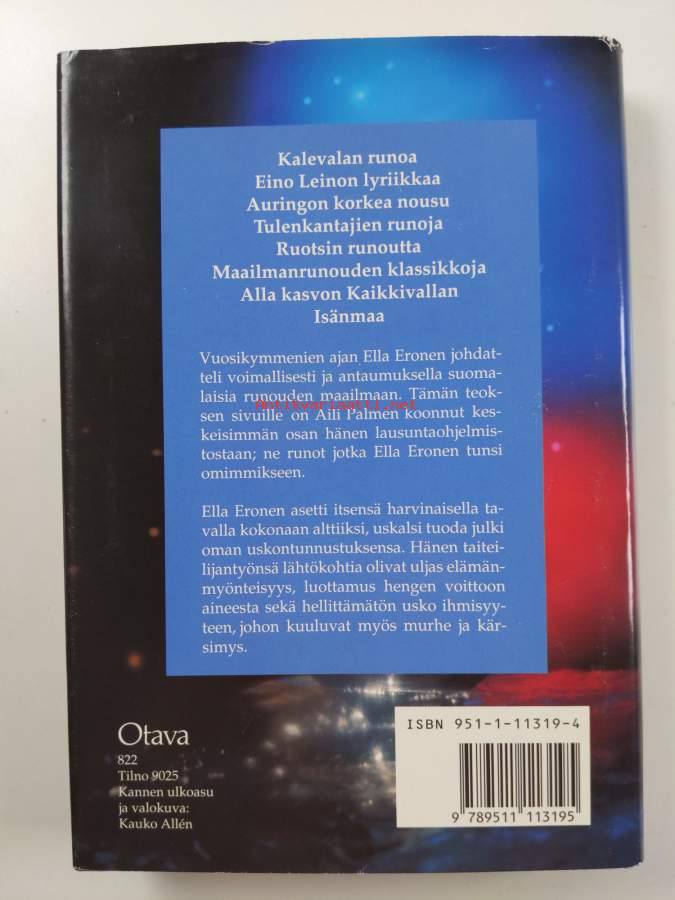 Kalevalan runoa
Eino Leinon lyriikkaa
Auringon korkea nousu
Tulenkantajien runoja
Ruotsin runoutta
Maailmanrunouden klassikkoja
Alla kasvon Kaikkivallan
Isänmaa
Vuosikymmenien ajan Ella Eronen johdat-
teli voimallisesti ja antaumuksella suoma-
laisia runouden maailmaan. Tämän teok-
Antikvariaatti.net
sen sivuille on Aili Palmén koonnut kes-
keisimmän osan hänen lausuntaohjelmis-
tostaan; ne runot jotka Ella Eronen tunsi
omimmikseen.
Ella Eronen asetti itsensä harvinaisella ta-
valla kokonaan alttiiksi, uskalsi tuoda julki
oman uskontunnustuksensa. Hänen taitei-
lijantyönsä lähtökohtia olivat uljas elämän-
myönteisyys, luottamus hengen voittoon
aineesta sekä hellittämätön usko ihmisyy-
teen, johon kuuluvat myös murhe ja kär-
simys.
Otava
822
Tilno 9025
Kannen ulkoasu
ja valokuva:
Kauko Allén
ISBN 951-1-11319-4
9 789511 113195